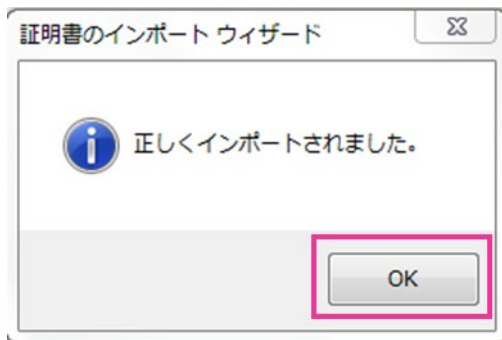 証明書のインポート ウィザード
正しくインポートされました。
OK